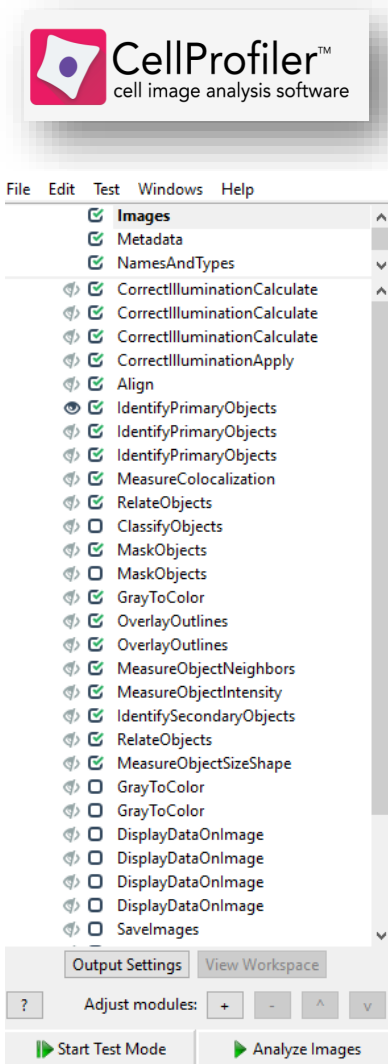 CellProfiler™
cell image analysis software
File Edit Test Windows Help
Images
Metadata
NamesAndTypes
CorrectIlluminationCalculate
CorrectIlluminationCalculate
CorrectIlluminationCalculate
CorrectIlluminationApply
Align
IdentifyPrimaryObjects
IdentifyPrimaryObjects
IdentifyPrimaryObjects
MeasureColocalization
RelateObjects
ClassifyObjects
MaskObjects
MaskObjects
GrayToColor
OverlayOutlines
OverlayOutlines
MeasureObjectNeighbors
MeasureObjectIntensity
IdentifySecondaryObjects
RelateObjects
MeasureObjectSizeShape
GrayToColor
GrayToColor
DisplayDataOnImage
DisplayDataOnImage
DisplayDataOnImage
DisplayDataOnImage
SaveImages
Output Settings View Workspace
? Adjust modules: + - ^ v
Start Test Mode Analyze Images